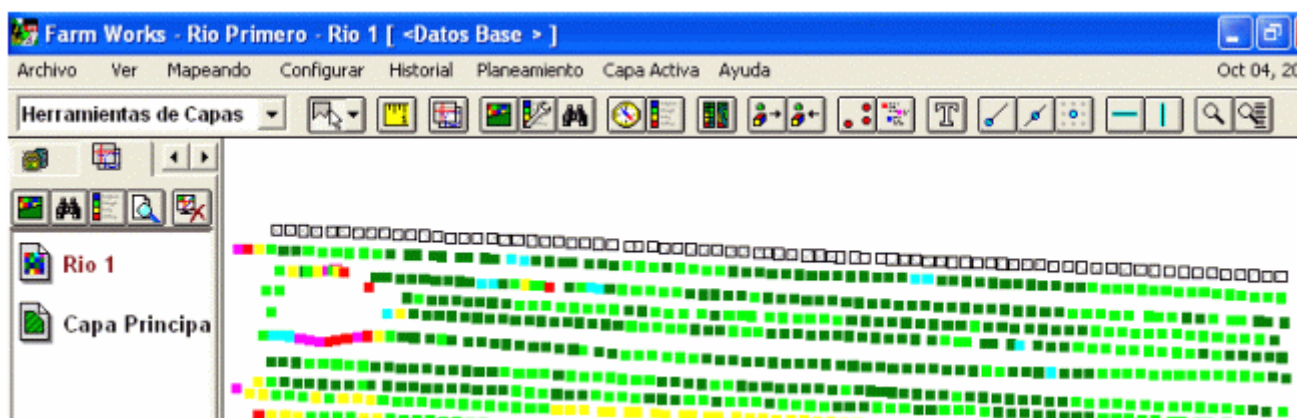 Farm Works - Rio Primero - Rio 1 [ <Datos Base > ]
Archivo Ver Mapeando Configurar Historial Planeamiento Capa Activa Ayuda Oct 04, 20
Herramientas de Capas
T
Rio 1
Capa Principa